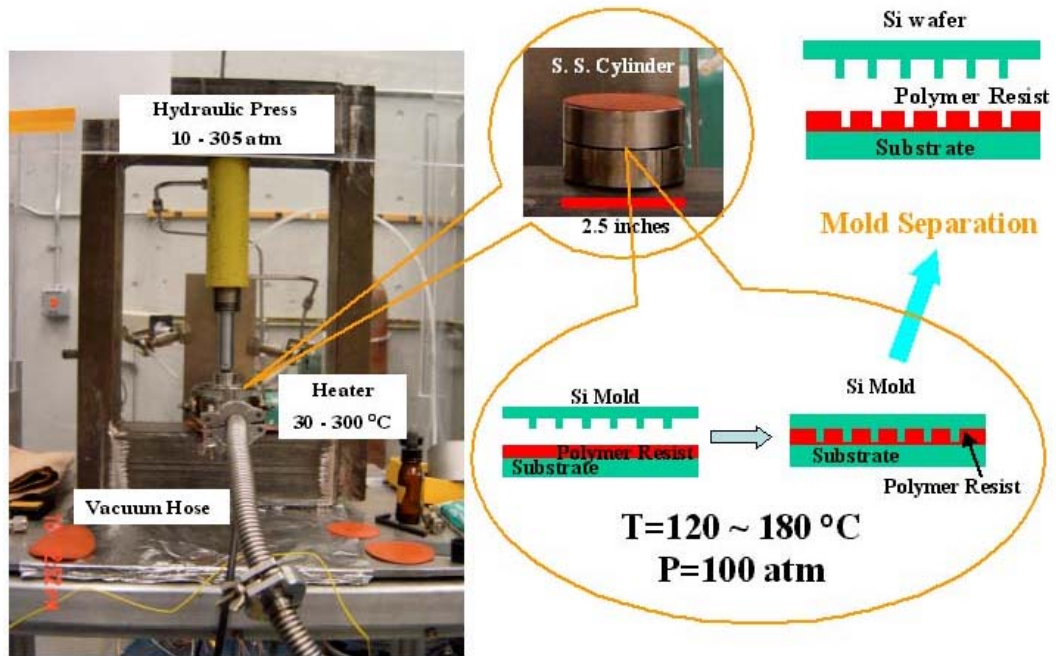 Hydraulic Press
10 - 305 atm
Heater
30 - 300 °C
Vacuum Hose
S. S. Cylinder
2.5 inches
Si wafer
Polymer Resist
Substrate
Mold Separation
Si Mold
Polymer Resist
Substrate
Si Mold
Substrate
Polymer Resist
T=120 ~ 180 °C
P=100 atm